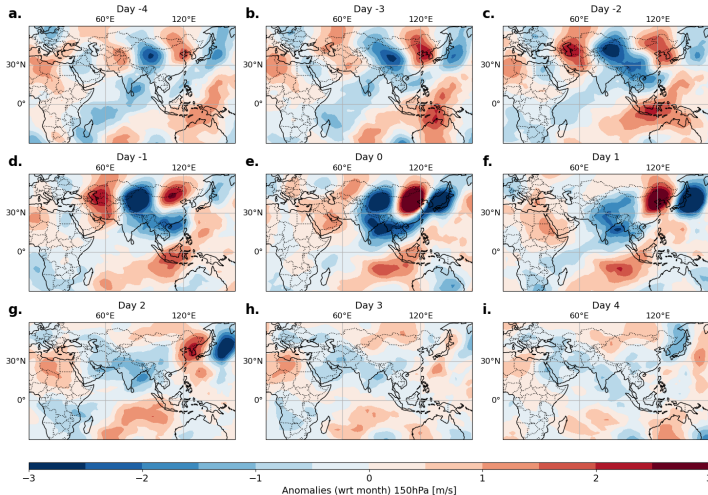 a. Day -4
60°E 120°E
30°N
0°
b. Day -3
60°E 120°E
30°N
0°
c. Day -2
60°E 120°E
30°N
0°
d. Day -1
60°E 120°E
30°N
0°
e. Day 0
60°E 120°E
30°N
0°
f. Day 1
60°E 120°E
30°N
0°
g. Day 2
60°E 120°E
30°N
0°
h. Day 3
60°E 120°E
30°N
0°
i. Day 4
60°E 120°E
30°N
0°
−3 −2 −1 0 1 2
Anomalies (wrt month) 150hPa [m/s]